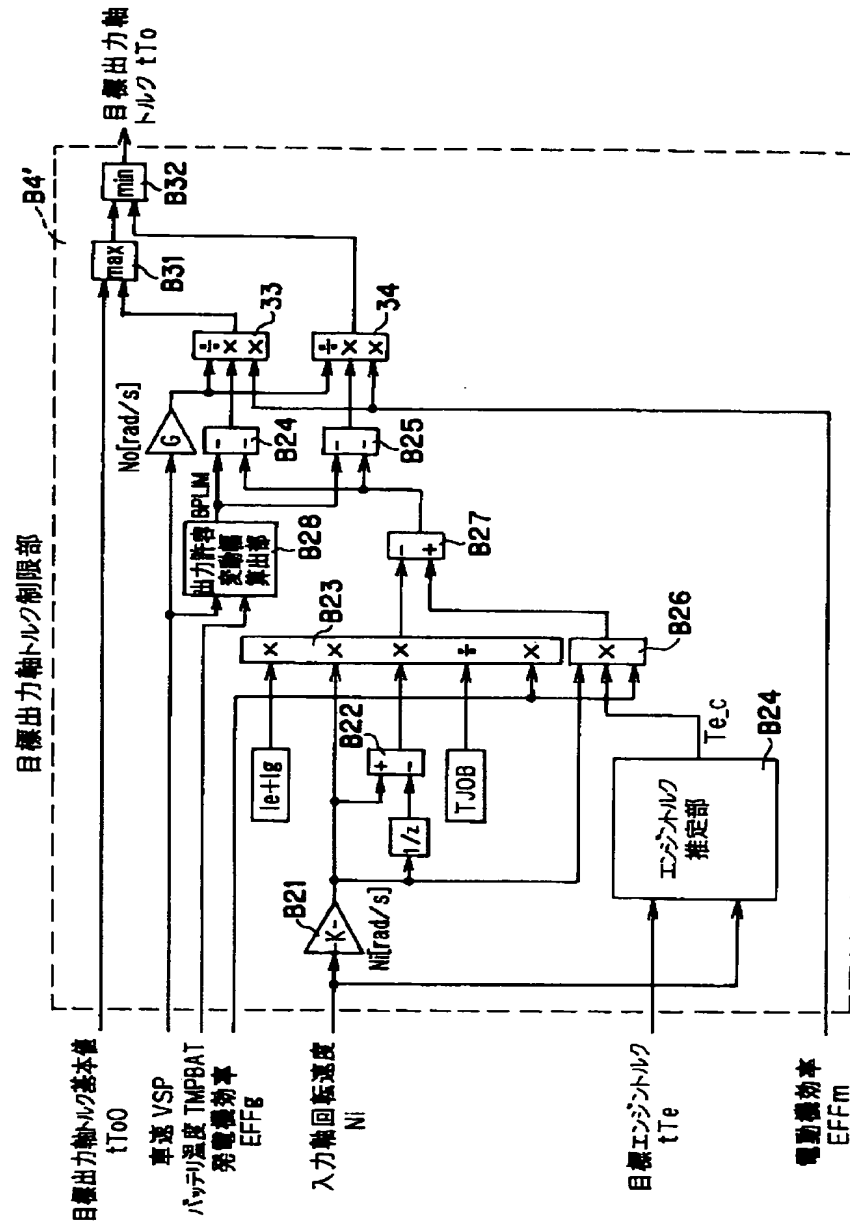 目標出力軸トルク制限部
B4'
目標出力軸トルク基本値
tTo0
車速 VSP
バッテリ温度 TMPBAT
発電機効率
EFFg
入力軸回転速度
Ni
目標エンジントルク
tTe
電動機効率
EFFm
目標出力軸
トルク tTo
max
B31
min
B32
No[rad/s]
G
÷
×
×
33
÷
×
×
34
-
-
B24
-
-
B25
BPLIM
出力許容
変動幅
算出部
B28
-
+
B27
B23
×
×
×
÷
×
×
B26
Ie+Ig
+
-
B22
TJOB
1/z
B21
-K-
Ni[rad/s]
Te_c
B24
エンジントルク
推定部